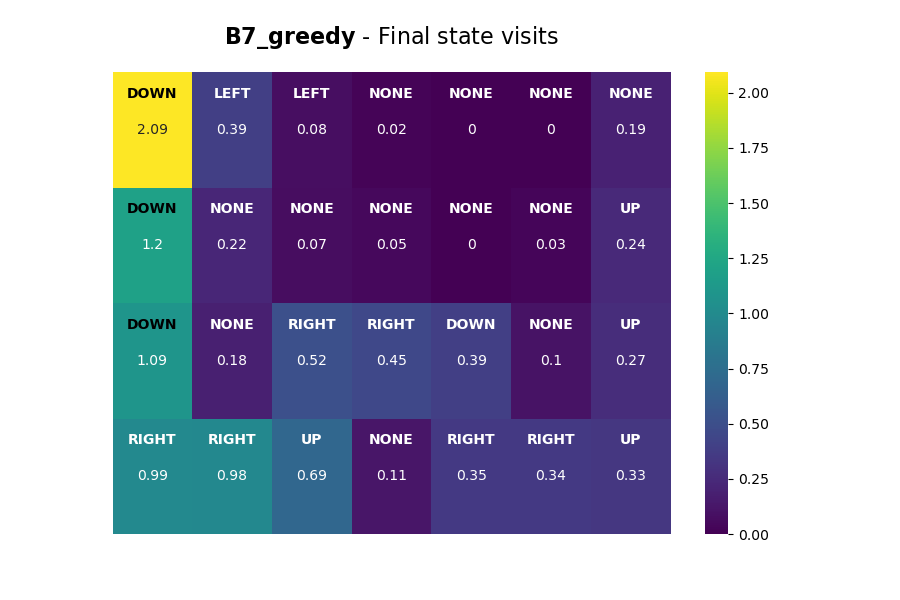 B7_greedy - Final state visits
DOWN LEFT LEFT NONE NONE NONE NONE
2.09 0.39 0.08 0.02 0 0 0.19
DOWN NONE NONE NONE NONE NONE UP
1.2 0.22 0.07 0.05 0 0.03 0.24
DOWN NONE RIGHT RIGHT DOWN NONE UP
1.09 0.18 0.52 0.45 0.39 0.1 0.27
RIGHT RIGHT UP NONE RIGHT RIGHT UP
0.99 0.98 0.69 0.11 0.35 0.34 0.33
2.00
1.75
1.50
1.25
1.00
0.75
0.50
0.25
0.00